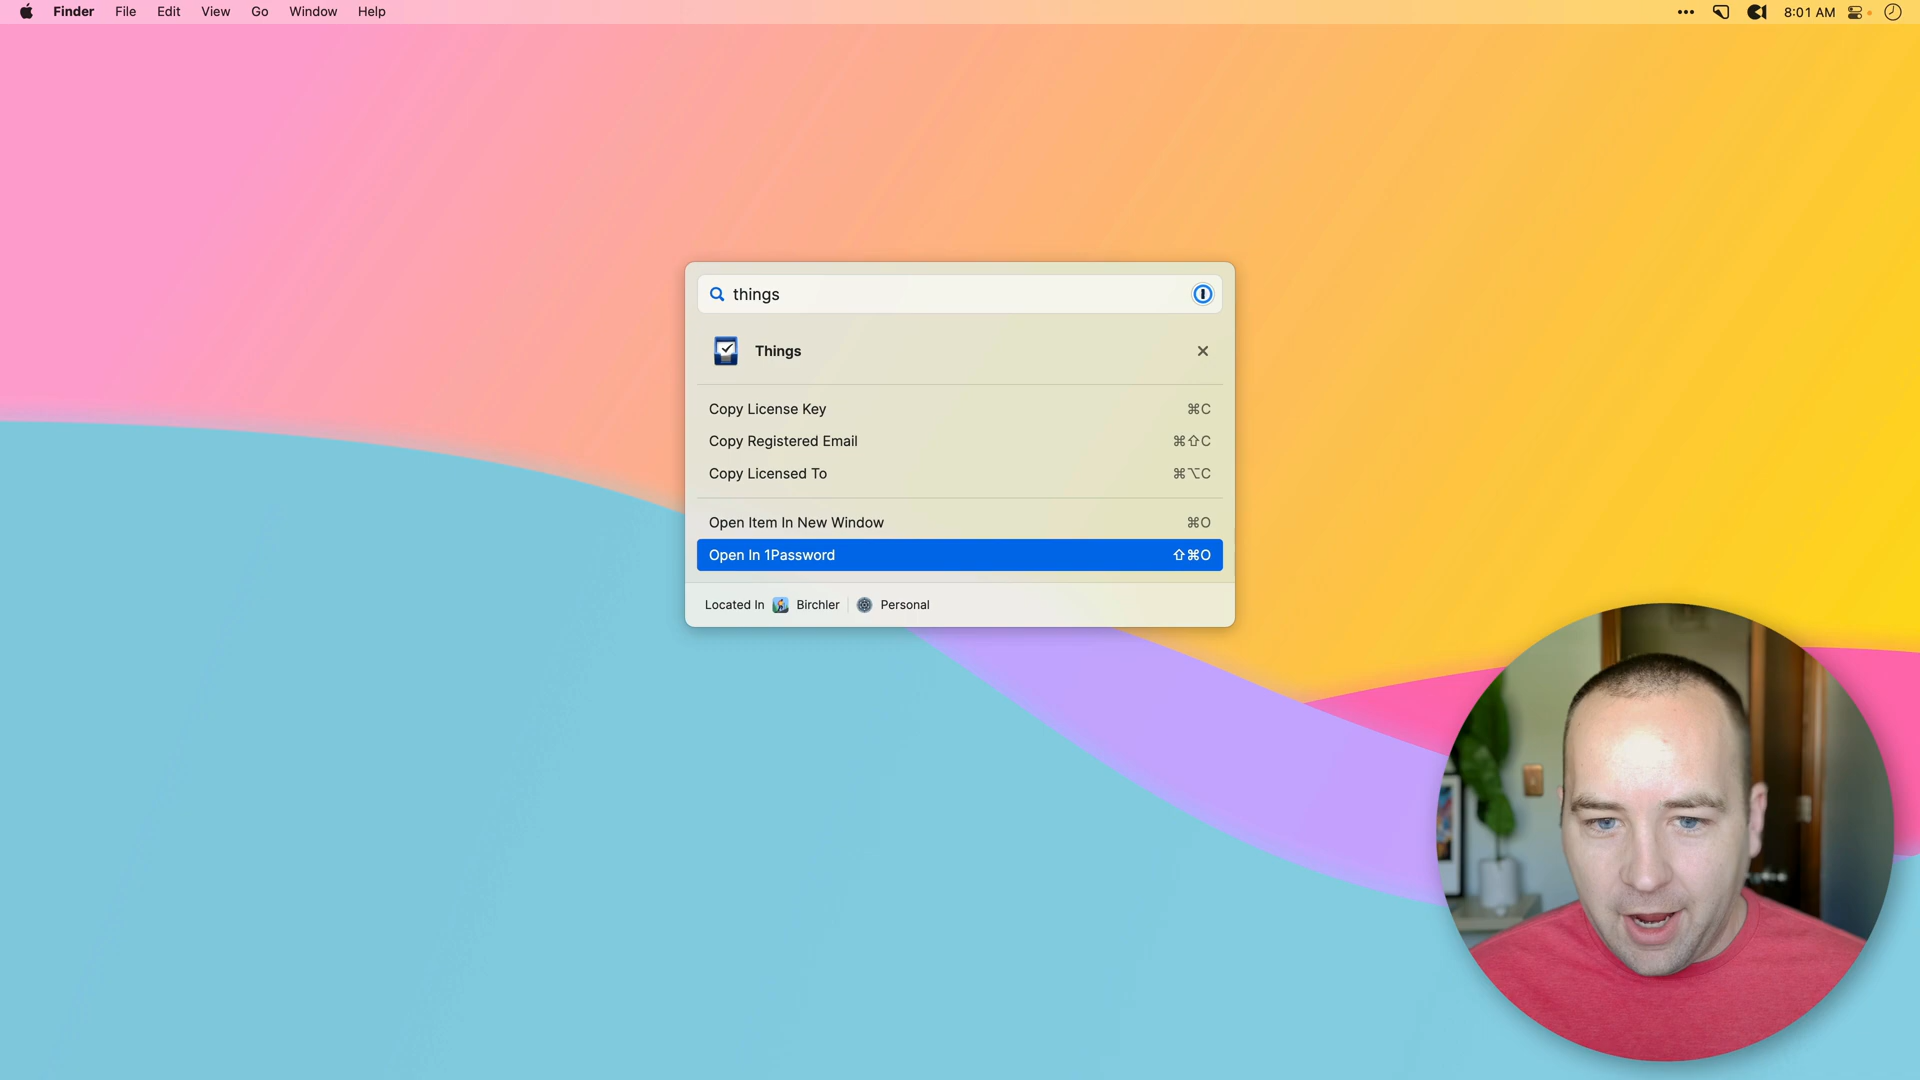 Finder File Edit View Go Window Help 8:01 AM
things
Things
Copy License Key ⌘C
Copy Registered Email ⌘⇧C
Copy Licensed To ⌘⌥C
Open Item In New Window ⌘O
Open In 1Password ⇧⌘O
Located In Birchler Personal